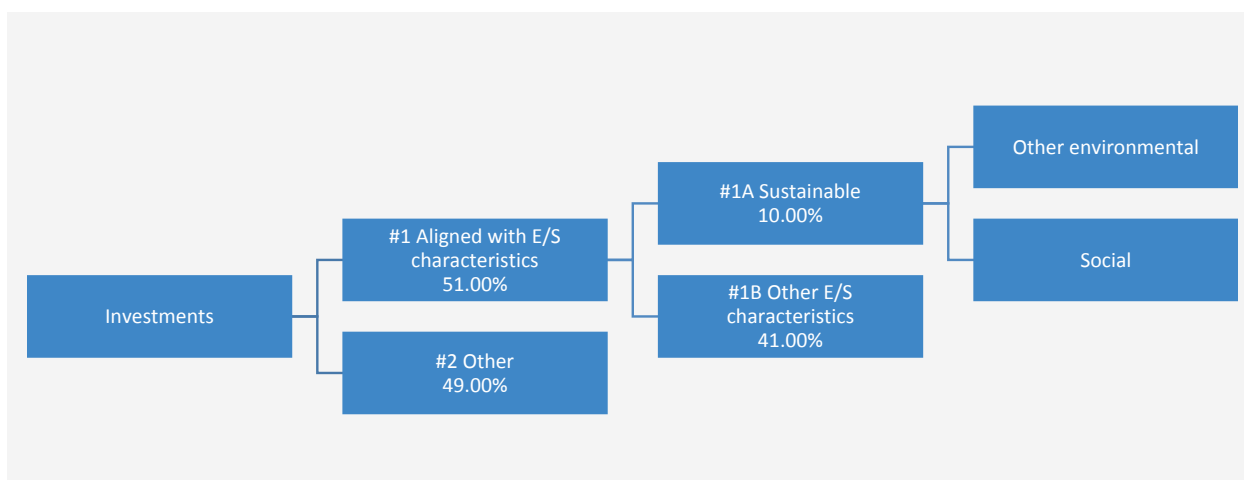 Investments
#1 Aligned with E/S
characteristics
51.00%
#2 Other
49.00%
#1A Sustainable
10.00%
#1B Other E/S
characteristics
41.00%
Other environmental
Social